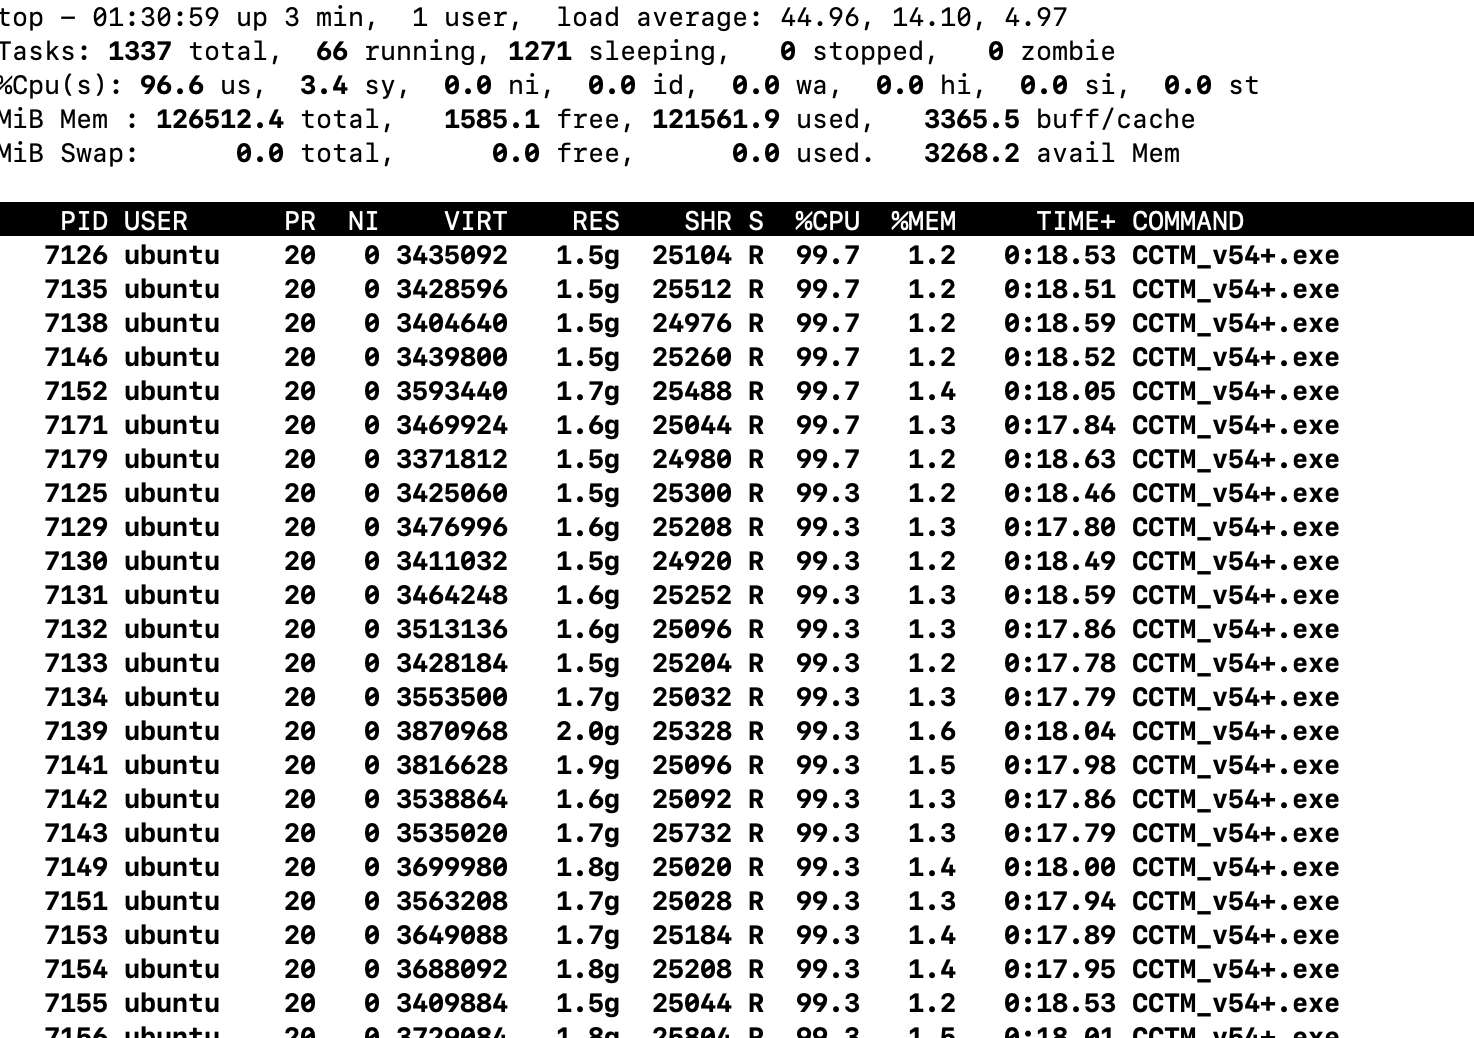 top – 01:30:59 up 3 min,  1 user,  load average: 44.96, 14.10, 4.97
Tasks: 1337 total,  66 running, 1271 sleeping,   0 stopped,   0 zombie
%Cpu(s): 96.6 us,  3.4 sy,  0.0 ni,  0.0 id,  0.0 wa,  0.0 hi,  0.0 si,  0.0 st
MiB Mem : 126512.4 total,   1585.1 free, 121561.9 used,   3365.5 buff/cache
MiB Swap:      0.0 total,      0.0 free,      0.0 used.   3268.2 avail Mem
PID USER      PR  NI    VIRT    RES    SHR S  %CPU  %MEM     TIME+ COMMAND
7126 ubuntu    20   0 3435092   1.5g  25104 R  99.7   1.2   0:18.53 CCTM_v54+.exe
7135 ubuntu    20   0 3428596   1.5g  25512 R  99.7   1.2   0:18.51 CCTM_v54+.exe
7138 ubuntu    20   0 3404640   1.5g  24976 R  99.7   1.2   0:18.59 CCTM_v54+.exe
7146 ubuntu    20   0 3439800   1.5g  25260 R  99.7   1.2   0:18.52 CCTM_v54+.exe
7152 ubuntu    20   0 3593440   1.7g  25488 R  99.7   1.4   0:18.05 CCTM_v54+.exe
7171 ubuntu    20   0 3469924   1.6g  25044 R  99.7   1.3   0:17.84 CCTM_v54+.exe
7179 ubuntu    20   0 3371812   1.5g  24980 R  99.7   1.2   0:18.63 CCTM_v54+.exe
7125 ubuntu    20   0 3425060   1.5g  25300 R  99.3   1.2   0:18.46 CCTM_v54+.exe
7129 ubuntu    20   0 3476996   1.6g  25208 R  99.3   1.3   0:17.80 CCTM_v54+.exe
7130 ubuntu    20   0 3411032   1.5g  24920 R  99.3   1.2   0:18.49 CCTM_v54+.exe
7131 ubuntu    20   0 3464248   1.6g  25252 R  99.3   1.3   0:18.59 CCTM_v54+.exe
7132 ubuntu    20   0 3513136   1.6g  25096 R  99.3   1.3   0:17.86 CCTM_v54+.exe
7133 ubuntu    20   0 3428184   1.5g  25204 R  99.3   1.2   0:17.78 CCTM_v54+.exe
7134 ubuntu    20   0 3553500   1.7g  25032 R  99.3   1.3   0:17.79 CCTM_v54+.exe
7139 ubuntu    20   0 3870968   2.0g  25328 R  99.3   1.6   0:18.04 CCTM_v54+.exe
7141 ubuntu    20   0 3816628   1.9g  25096 R  99.3   1.5   0:17.98 CCTM_v54+.exe
7142 ubuntu    20   0 3538864   1.6g  25092 R  99.3   1.3   0:17.86 CCTM_v54+.exe
7143 ubuntu    20   0 3535020   1.7g  25732 R  99.3   1.3   0:17.79 CCTM_v54+.exe
7149 ubuntu    20   0 3699980   1.8g  25020 R  99.3   1.4   0:18.00 CCTM_v54+.exe
7151 ubuntu    20   0 3563208   1.7g  25028 R  99.3   1.3   0:17.94 CCTM_v54+.exe
7153 ubuntu    20   0 3649088   1.7g  25184 R  99.3   1.4   0:17.89 CCTM_v54+.exe
7154 ubuntu    20   0 3688092   1.8g  25208 R  99.3   1.4   0:17.95 CCTM_v54+.exe
7155 ubuntu    20   0 3409884   1.5g  25044 R  99.3   1.2   0:18.53 CCTM_v54+.exe
7156 ubuntu    20   0 3729084   1.8g  25804 R  99.3   1.5   0:18.01 CCTM_v54+.exe